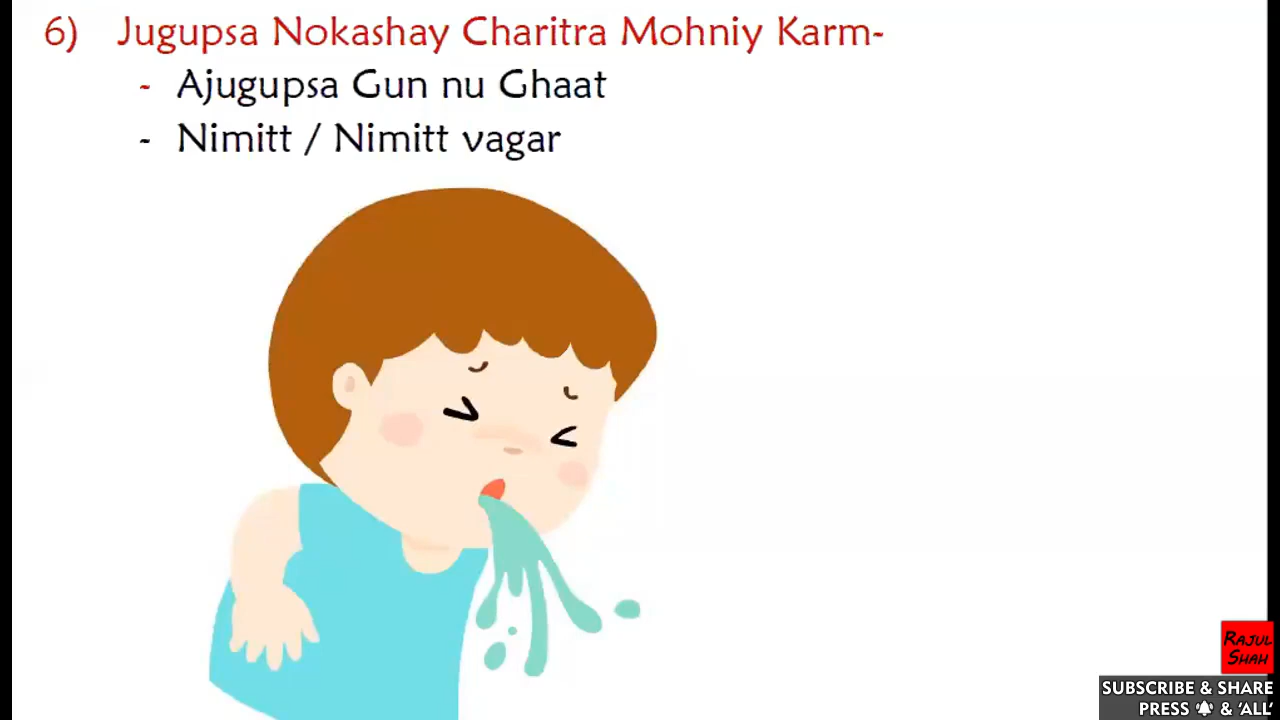 6) Jugupsa Nokashay Charitra Mohniy Karm-
- Ajugupsa Gun nu Ghaat
- Nimitt / Nimitt vagar
RAJUL
SHAH
SUBSCRIBE & SHARE
PRESS 🔔 & 'ALL'